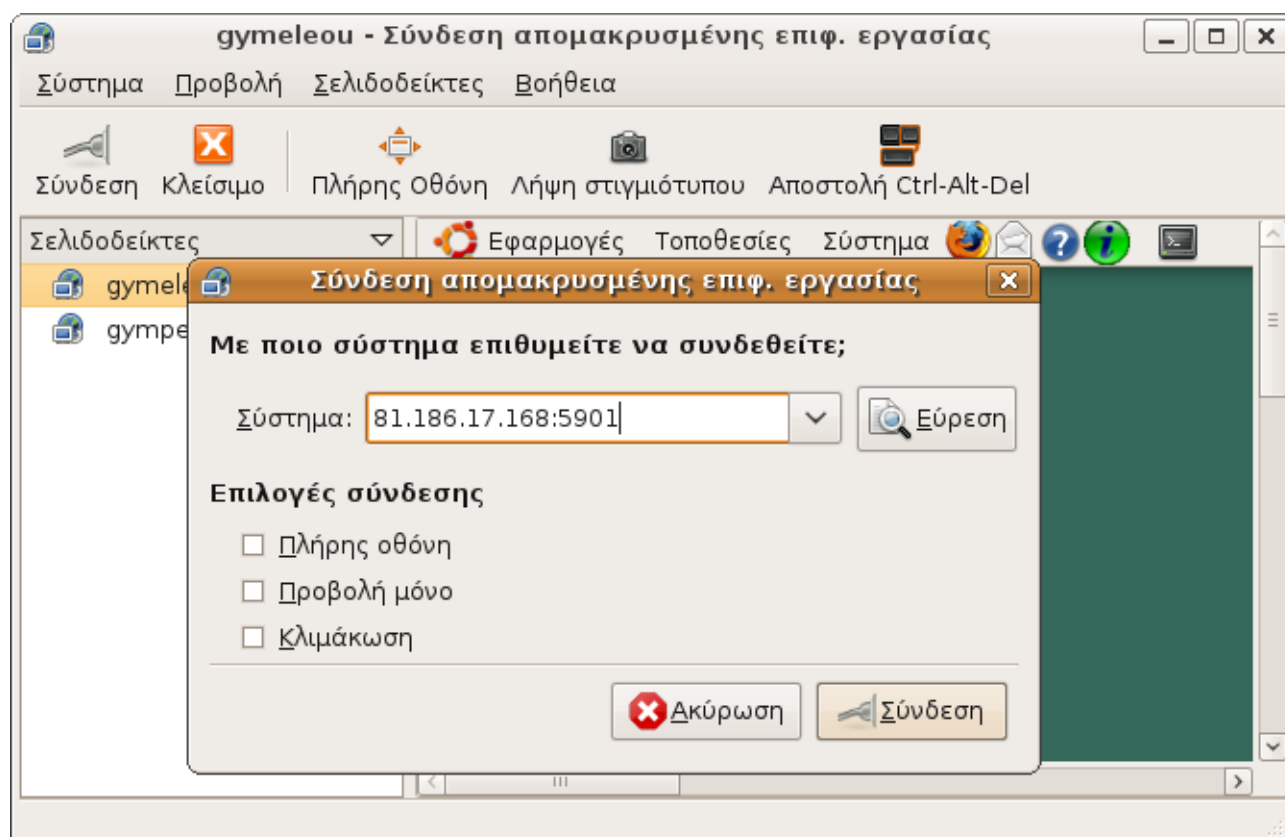 gymeleou - Σύνδεση απομακρυσμένης επιφ. εργασίας
Σύστημα Προβολή Σελιδοδείκτες Βοήθεια
Σύνδεση Κλείσιμο Πλήρης Οθόνη Λήψη στιγμιότυπου Αποστολή Ctrl-Alt-Del
Σελιδοδείκτες Εφαρμογές Τοποθεσίες Σύστημα
gymele
gympe
Σύνδεση απομακρυσμένης επιφ. εργασίας
Με ποιο σύστημα επιθυμείτε να συνδεθείτε;
Σύστημα: 81.186.17.168:5901 Εύρεση
Επιλογές σύνδεσης
Πλήρης οθόνη
Προβολή μόνο
Κλιμάκωση
Ακύρωση Σύνδεση